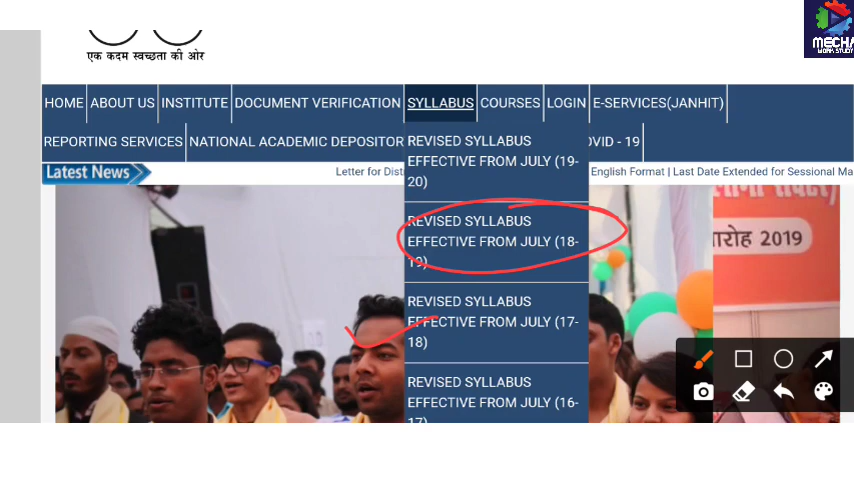 MECHA
WORK STUDY
एक कदम स्वच्छता की ओर
HOME ABOUT US INSTITUTE DOCUMENT VERIFICATION SYLLABUS COURSES LOGIN E-SERVICES(JANHIT)
REPORTING SERVICES NATIONAL ACADEMIC DEPOSITOR OVID - 19
REVISED SYLLABUS
EFFECTIVE FROM JULY (19-
20)
Latest News Letter for Dist English Format | Last Date Extended for Sessional Ma
REVISED SYLLABUS
EFFECTIVE FROM JULY (18-
19)
रोह 2019
REVISED SYLLABUS
EFFECTIVE FROM JULY (17-
18)
REVISED SYLLABUS
EFFECTIVE FROM JULY (16-
17)